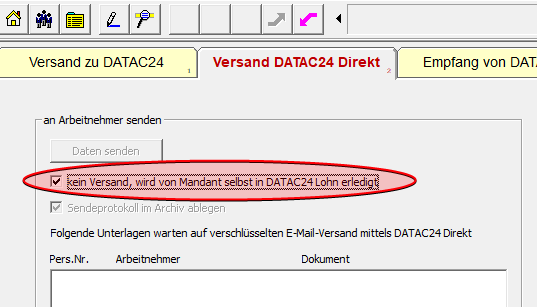 Versand zu DATAC24 1
Versand DATAC24 Direkt 2
Empfang von DATA
an Arbeitnehmer senden
Daten senden
kein Versand, wird von Mandant selbst in DATAC24 Lohn erledigt
Sendeprotokoll im Archiv ablegen
Folgende Unterlagen warten auf verschlüsselten E-Mail-Versand mittels DATAC24 Direkt
Pers.Nr. Arbeitnehmer Dokument